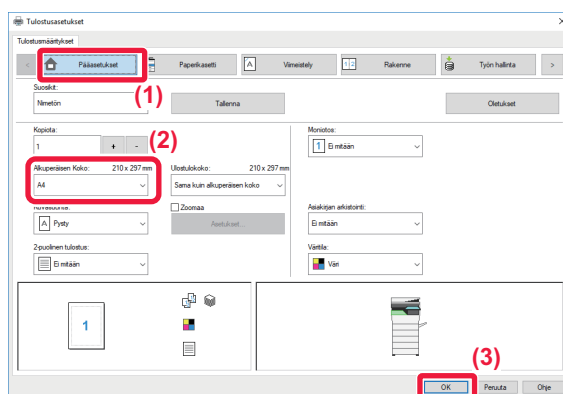 Tulostusasetukset
Tulostusmääritykset
Pääasetukset Paperikasetti Viimeistely Rakenne Työn hallinta
(1)
Suosikit:
Nimetön Tallenna Oletukset
(2)
Kopiota:
1 + -
Moniotos:
1 Ei mitään
Alkuperäisen Koko: 210 x 297 mm
A4
Ulostulokoko: 210 x 297 mm
Sama kuin alkuperäisen koko
A Pysty
Zoomaa
Asetukset...
Asiakirjan arkistointi:
Ei mitään
2-puolinen tulostus:
Ei mitään
Väritila:
Väri
1
(3)
OK Peruuta Ohje